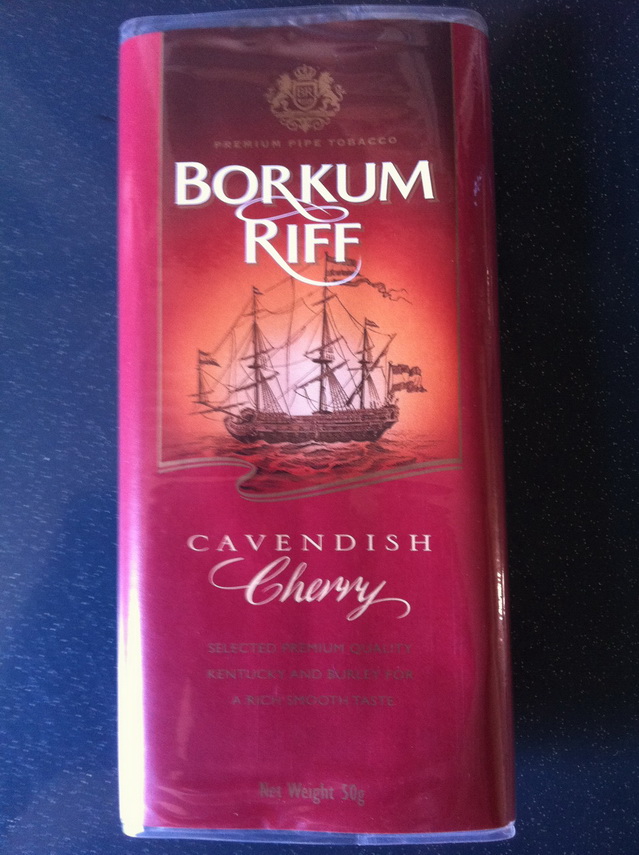 BR
PREMIUM PIPE TOBACCO
BORKUM
RIFF
CAVENDISH
Cherry
SELECTED PREMIUM QUALITY
KENTUCKY AND BURLEY FOR
A RICH SMOOTH TASTE.
Net Weight 50g